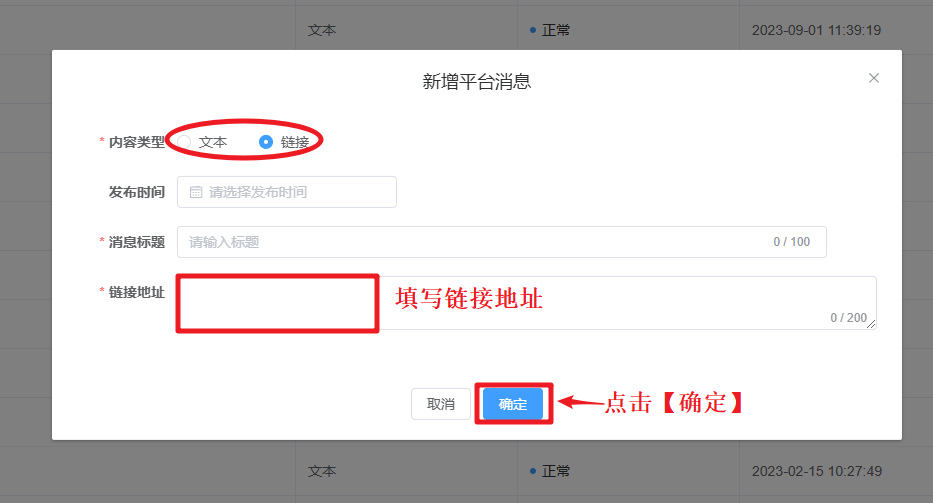 文本 正常 2023-09-01 11:39:19
新增平台消息
* 内容类型 文本 链接
发布时间 请选择发布时间
* 消息标题 请输入标题 0 / 100
* 链接地址 填写链接地址
0 / 200
取消 确定 点击【确定】
文本 正常 2023-02-15 10:27:49